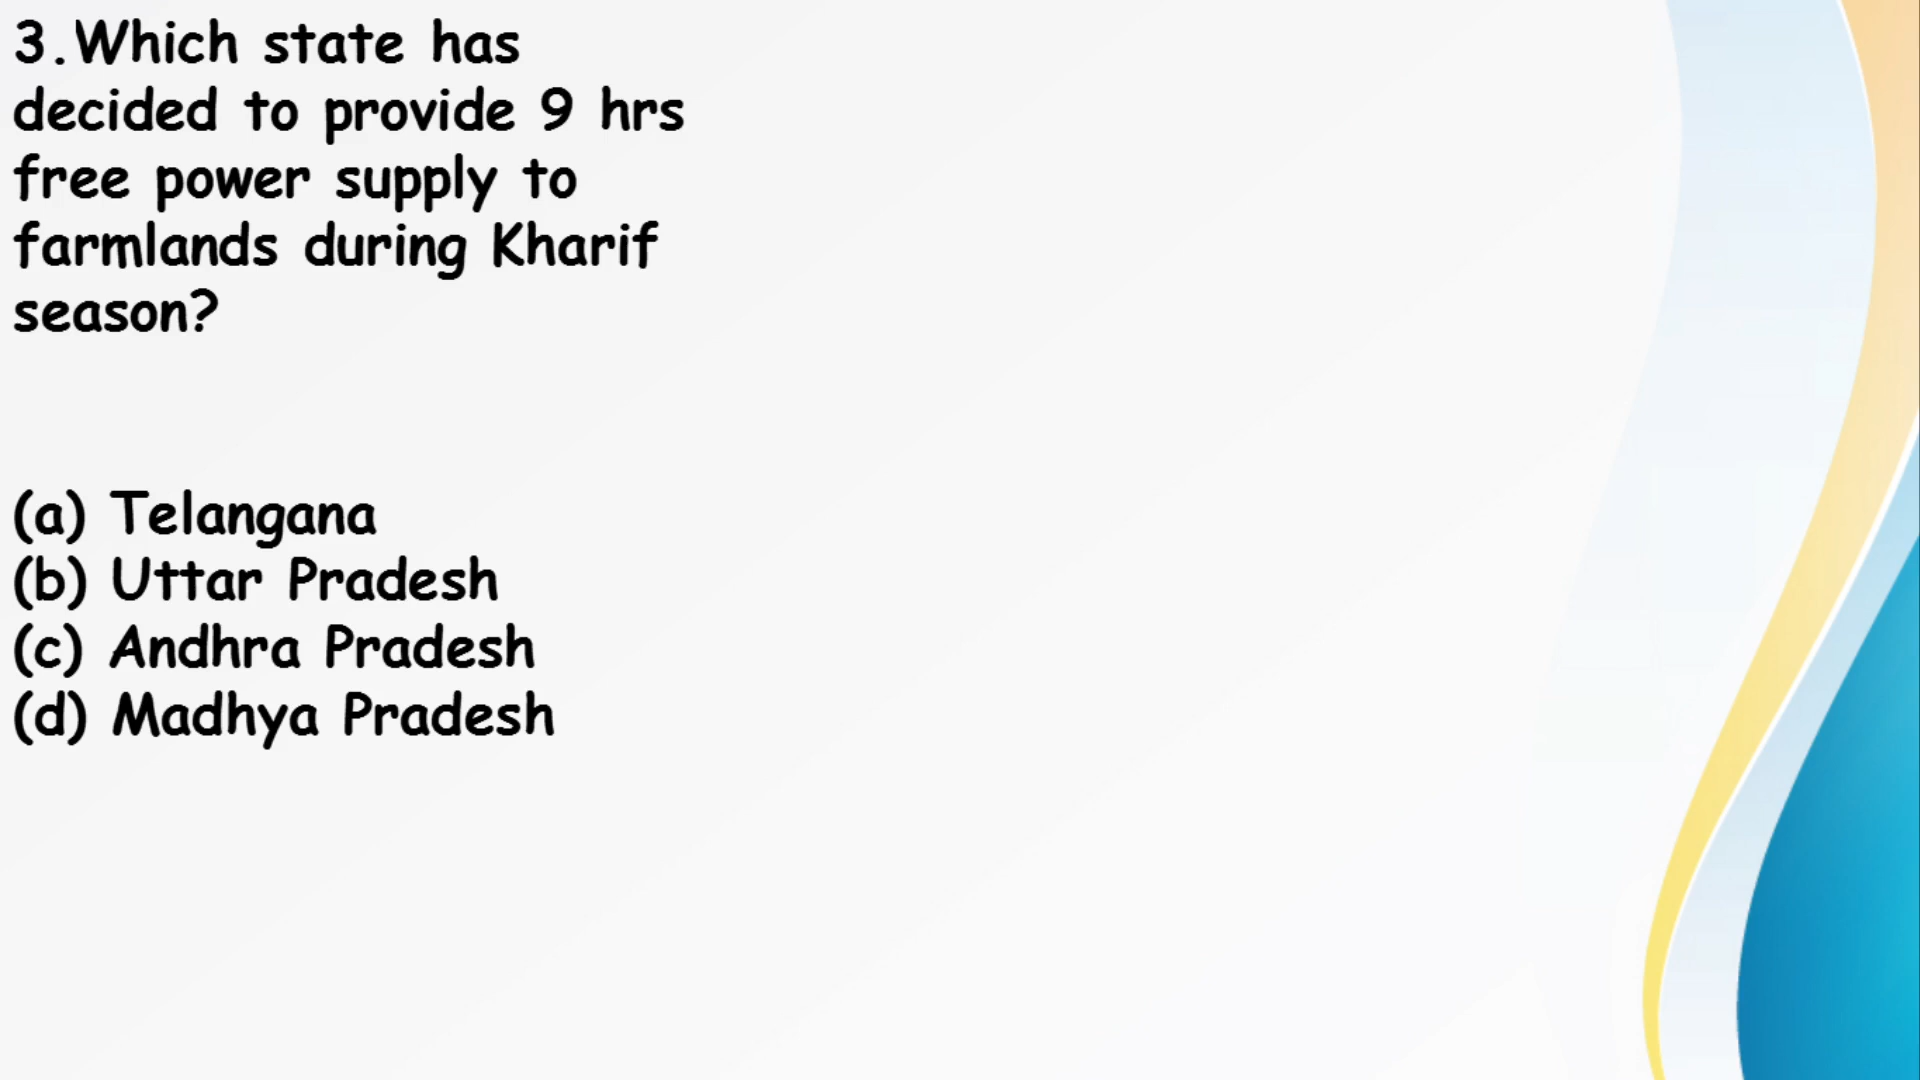 3.Which state has
decided to provide 9 hrs
free power supply to
farmlands during Kharif
season?
(a) Telangana
(b) Uttar Pradesh
(c) Andhra Pradesh
(d) Madhya Pradesh